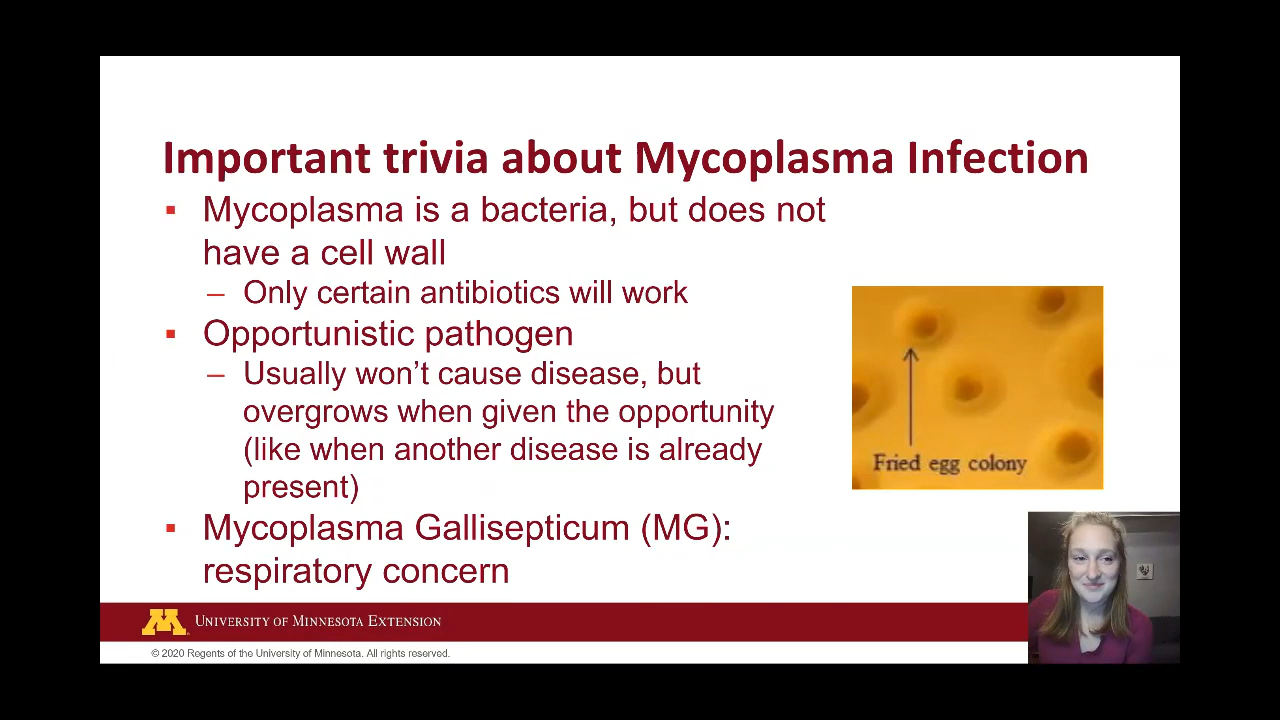 Important trivia about Mycoplasma Infection
▪ Mycoplasma is a bacteria, but does not
have a cell wall
– Only certain antibiotics will work
▪ Opportunistic pathogen
– Usually won’t cause disease, but
overgrows when given the opportunity
(like when another disease is already
present)
▪ Mycoplasma Gallisepticum (MG):
respiratory concern
Fried egg colony
M UNIVERSITY OF MINNESOTA EXTENSION
© 2020 Regents of the University of Minnesota. All rights reserved.